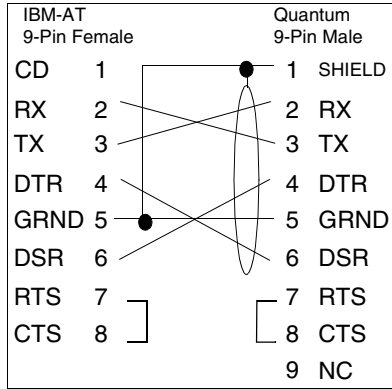 IBM-AT Quantum
9-Pin Female 9-Pin Male
CD 1 1 SHIELD
RX 2 2 RX
TX 3 3 TX
DTR 4 4 DTR
GRND 5 5 GRND
DSR 6 6 DSR
RTS 7 7 RTS
CTS 8 8 CTS
9 NC